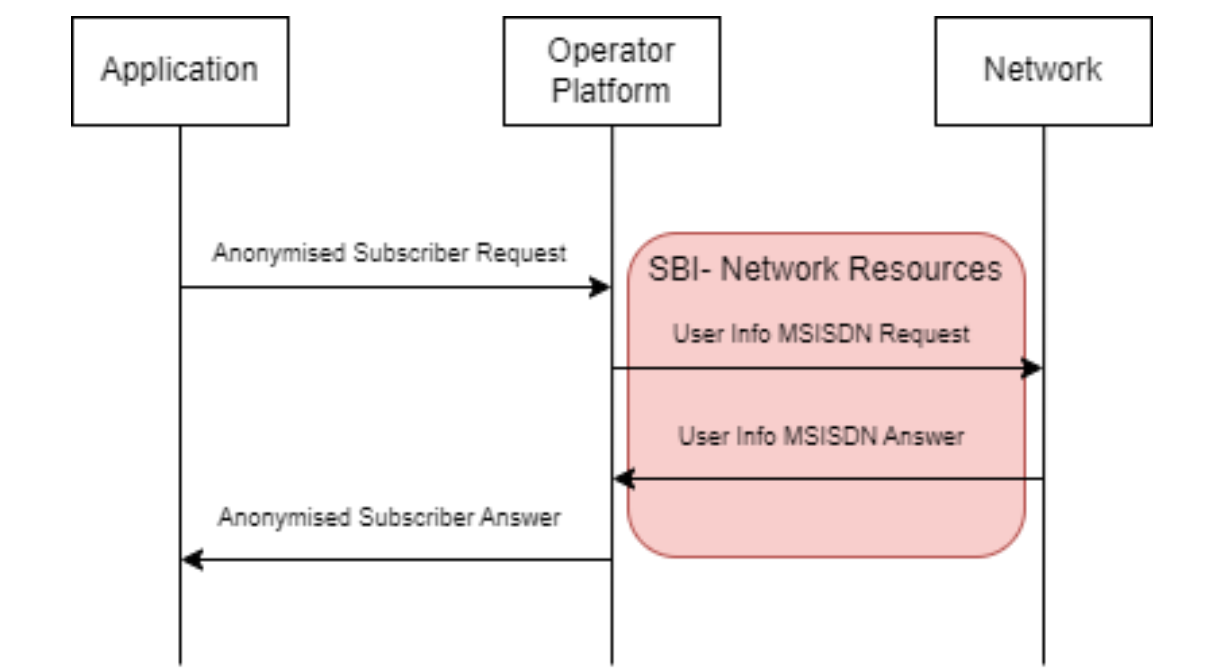 Application
Operator
Platform
Network
Anonymised Subscriber Request
SBI- Network Resources
User Info MSISDN Request
User Info MSISDN Answer
Anonymised Subscriber Answer